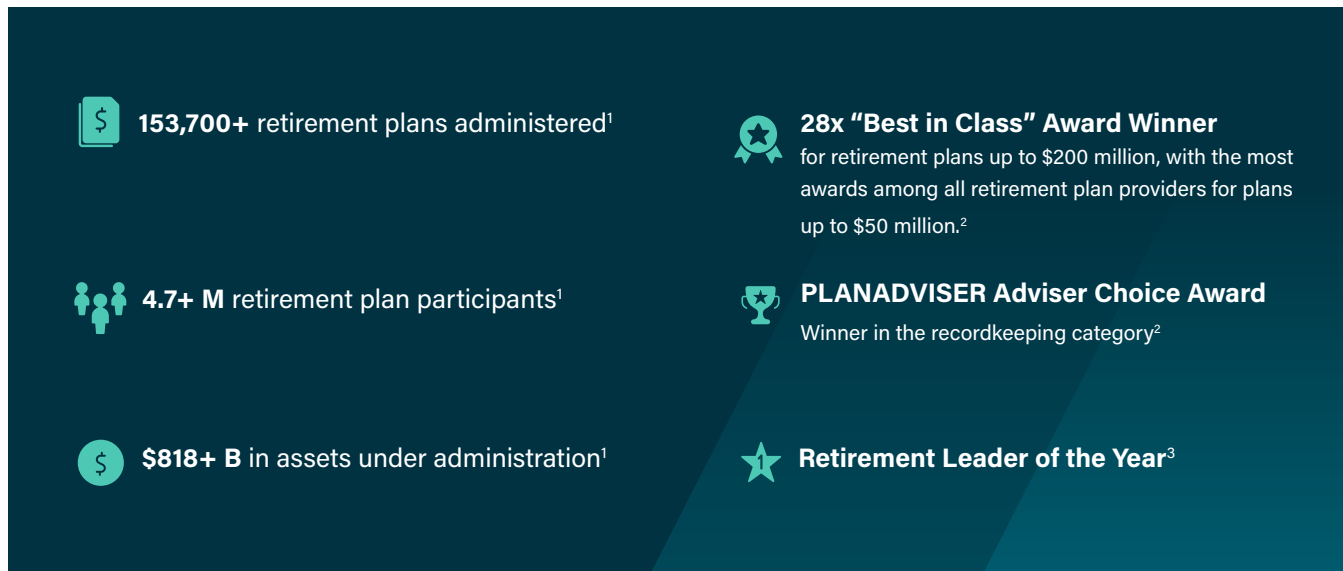 153,700+ retirement plans administered¹
4.7+ M retirement plan participants¹
$818+ B in assets under administration¹
28x “Best in Class” Award Winner
for retirement plans up to $200 million, with the most
awards among all retirement plan providers for plans
up to $50 million.²
PLANADVISER Adviser Choice Award
Winner in the recordkeeping category²
1
Retirement Leader of the Year³